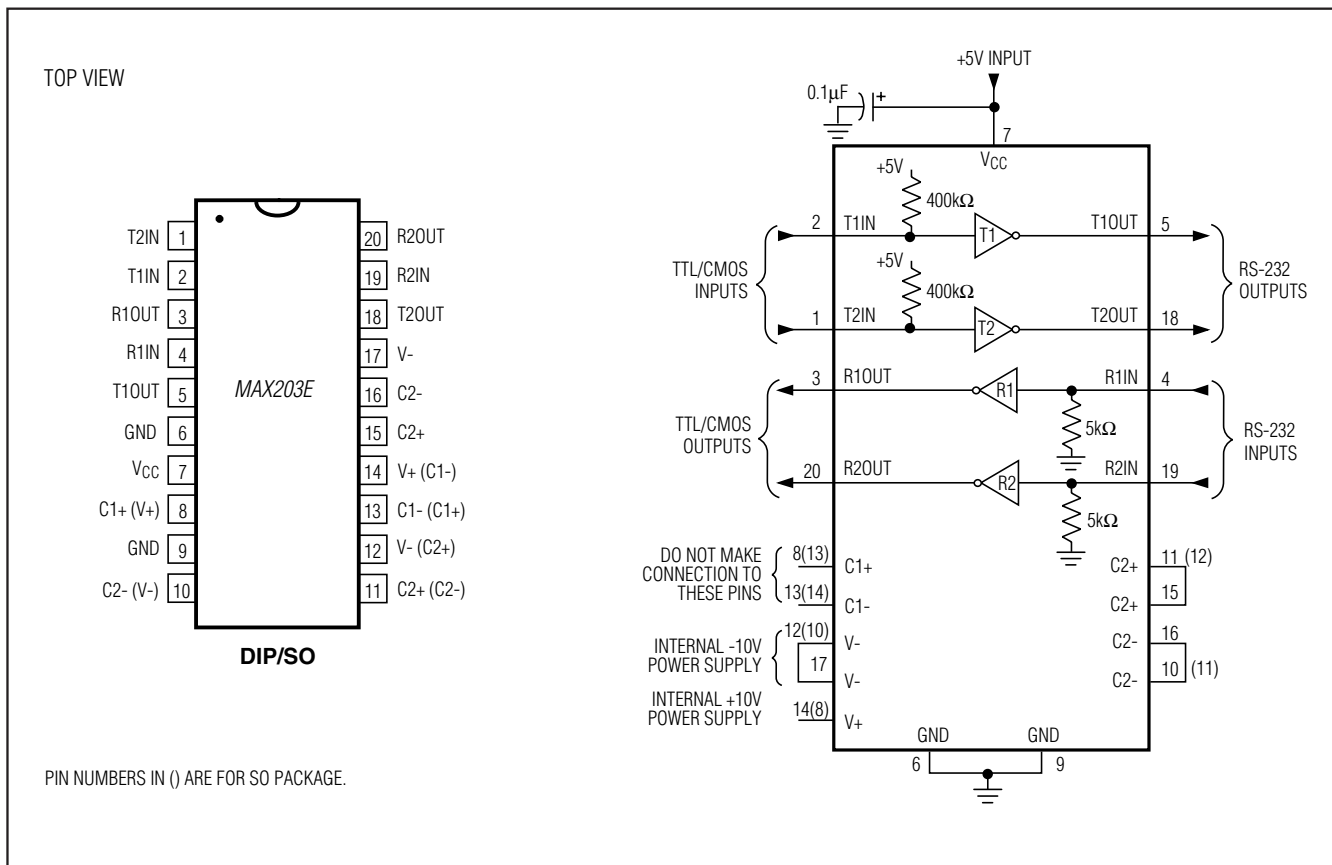 TOP VIEW
T2IN 1
T1IN 2
R1OUT 3
R1IN 4
T1OUT 5
GND 6
VCC 7
C1+ (V+) 8
GND 9
C2- (V-) 10
MAX203E
20 R2OUT
19 R2IN
18 T2OUT
17 V-
16 C2-
15 C2+
14 V+ (C1-)
13 C1- (C1+)
12 V- (C2+)
11 C2+ (C2-)
DIP/SO
PIN NUMBERS IN () ARE FOR SO PACKAGE.
+5V INPUT
0.1μF +
7
VCC
+5V
400kΩ
2 T1IN T1 T1OUT 5
TTL/CMOS
INPUTS
RS-232
OUTPUTS
+5V
400kΩ
1 T2IN T2 T2OUT 18
3 R1OUT R1 R1IN 4
5kΩ
TTL/CMOS
OUTPUTS
RS-232
INPUTS
20 R2OUT R2 R2IN 19
5kΩ
DO NOT MAKE
CONNECTION TO
THESE PINS
8(13) C1+
13(14) C1-
C2+ 11 (12)
C2+ 15
INTERNAL -10V
POWER SUPPLY
12(10) V-
17 V-
C2- 16
C2- 10 (11)
INTERNAL +10V
POWER SUPPLY
14(8) V+
GND GND
6 9